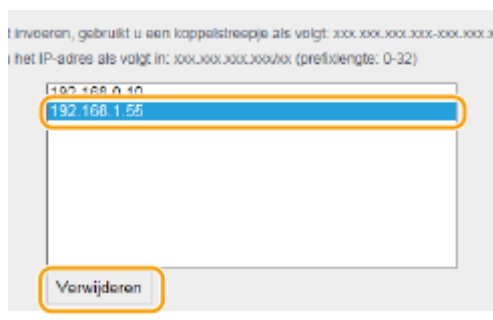 t invoeren, gebruikt u een koppelstreepje als volgt: xxx.xxx.xxx.xxx-xxx.xxx.x
het IP-adres als volgt in: xxx.xxx.xxx.xxx/xx (prefixlengte: 0-32)
192.168.0.10
192.168.1.55
Verwijderen